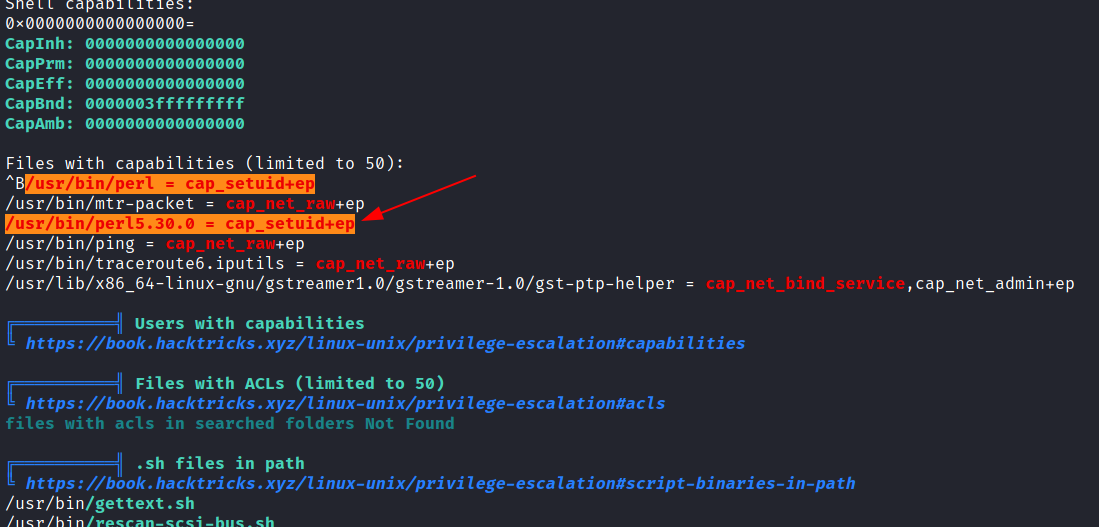 Shell capabilities:
0×0000000000000000=
CapInh: 0000000000000000
CapPrm: 0000000000000000
CapEff: 0000000000000000
CapBnd: 0000003fffffffff
CapAmb: 0000000000000000
Files with capabilities (limited to 50):
^B/usr/bin/perl = cap_setuid+ep
/usr/bin/mtr-packet = cap_net_raw+ep
/usr/bin/perl5.30.0 = cap_setuid+ep
/usr/bin/ping = cap_net_raw+ep
/usr/bin/traceroute6.iputils = cap_net_raw+ep
/usr/lib/x86_64-linux-gnu/gstreamer1.0/gstreamer-1.0/gst-ptp-helper = cap_net_bind_service,cap_net_admin+ep
Users with capabilities
https://book.hacktricks.xyz/linux-unix/privilege-escalation#capabilities
Files with ACLs (limited to 50)
https://book.hacktricks.xyz/linux-unix/privilege-escalation#acls
files with acls in searched folders Not Found
.sh files in path
https://book.hacktricks.xyz/linux-unix/privilege-escalation#script-binaries-in-path
/usr/bin/gettext.sh
/usr/bin/rescan-scsi-bus.sh